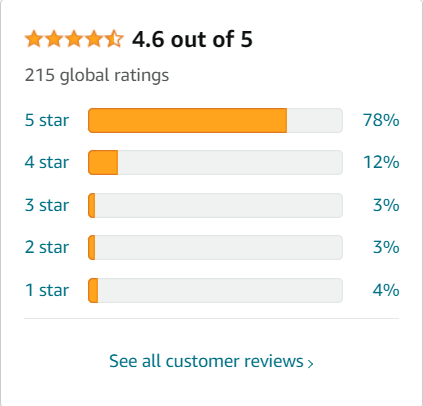 4.6 out of 5
215 global ratings
5 star 78%
4 star 12%
3 star 3%
2 star 3%
1 star 4%
See all customer reviews ›